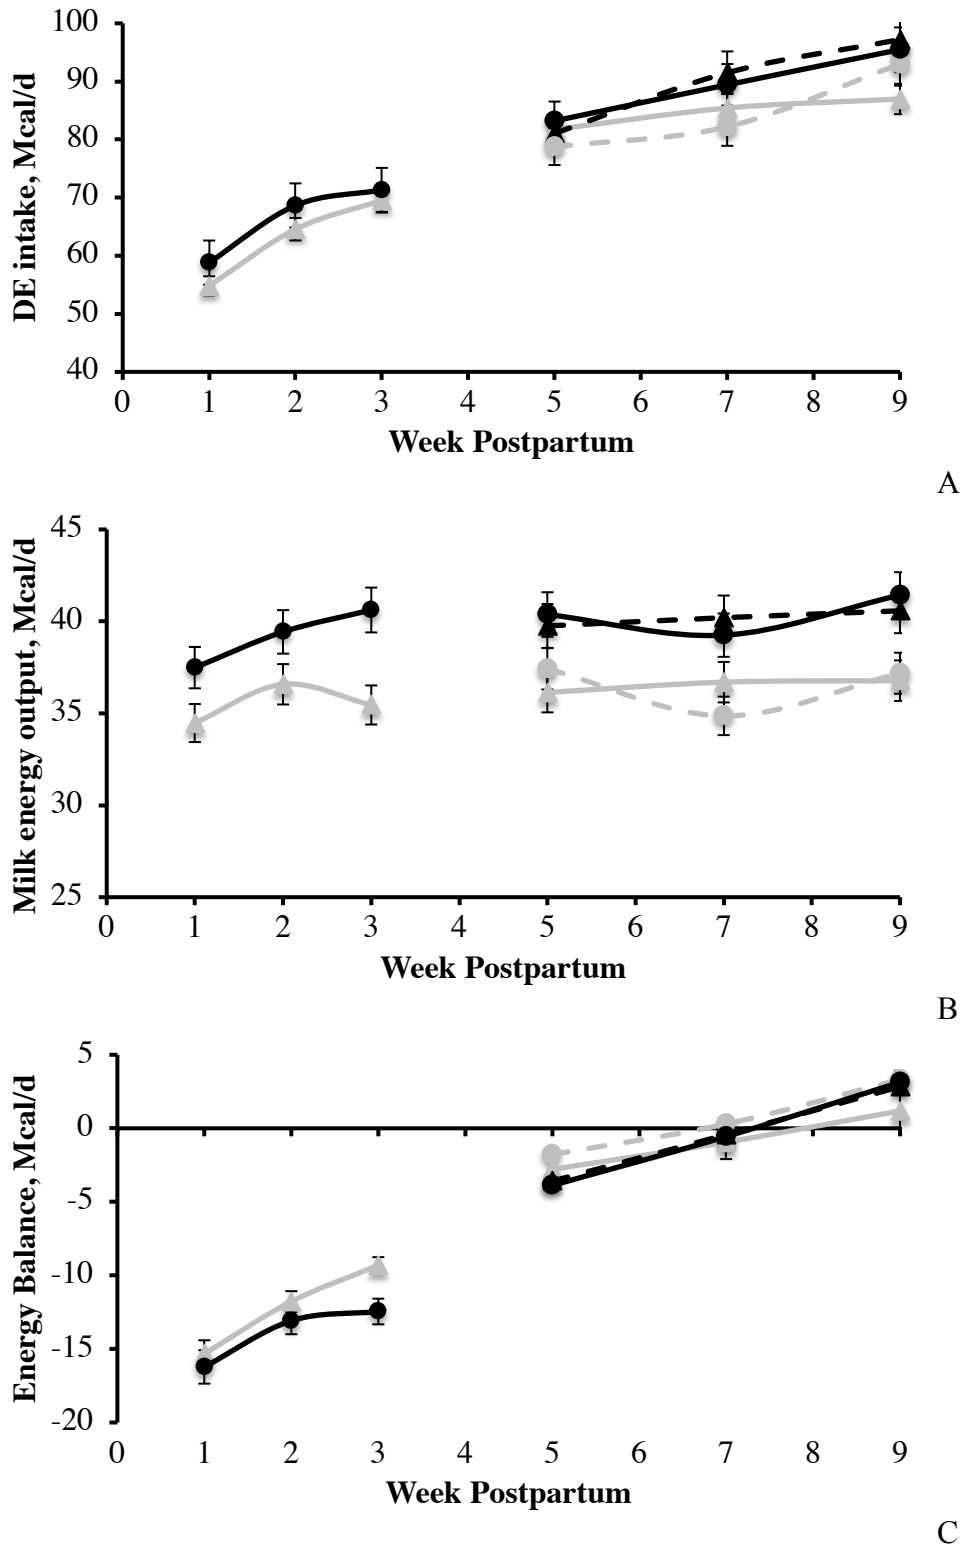 100
90
80
70
60
50
40
DE intake, Mcal/d
0 1 2 3 4 5 6 7 8 9
Week Postpartum
A
45
40
35
30
25
Milk energy output, Mcal/d
0 1 2 3 4 5 6 7 8 9
Week Postpartum
B
5
0
-5
-10
-15
-20
Energy Balance, Mcal/d
0 1 2 3 4 5 6 7 8 9
Week Postpartum
C